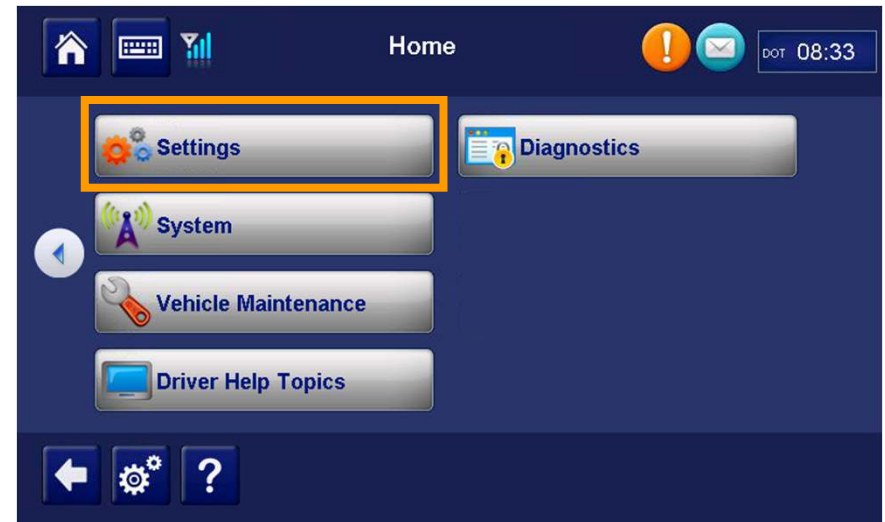 Home
DOT 08:33
Settings
Diagnostics
System
Vehicle Maintenance
Driver Help Topics
?